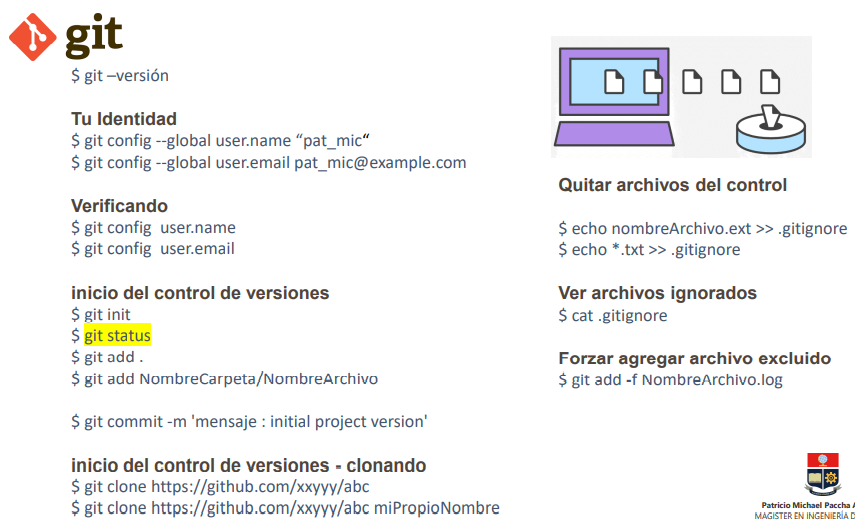 git
$ git –versión
Tu Identidad
$ git config --global user.name “pat_mic“
$ git config --global user.email pat_mic@example.com
Verificando
$ git config user.name
$ git config user.email
inicio del control de versiones
$ git init
$ git status
$ git add .
$ git add NombreCarpeta/NombreArchivo
$ git commit -m 'mensaje : initial project version'
inicio del control de versiones - clonando
$ git clone https://github.com/xxyyy/abc
$ git clone https://github.com/xxyyy/abc miPropioNombre
Quitar archivos del control
$ echo nombreArchivo.ext >> .gitignore
$ echo *.txt >> .gitignore
Ver archivos ignorados
$ cat .gitignore
Forzar agregar archivo excluido
$ git add -f NombreArchivo.log
Patricio Michael Paccha A
MAGISTER EN INGENIERÍA D